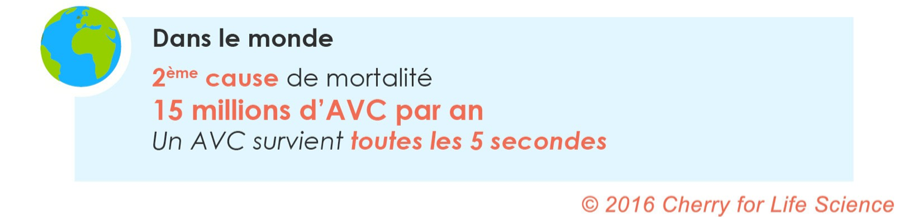 Dans le monde
2ème cause de mortalité
15 millions d’AVC par an
Un AVC survient toutes les 5 secondes
© 2016 Cherry for Life Science